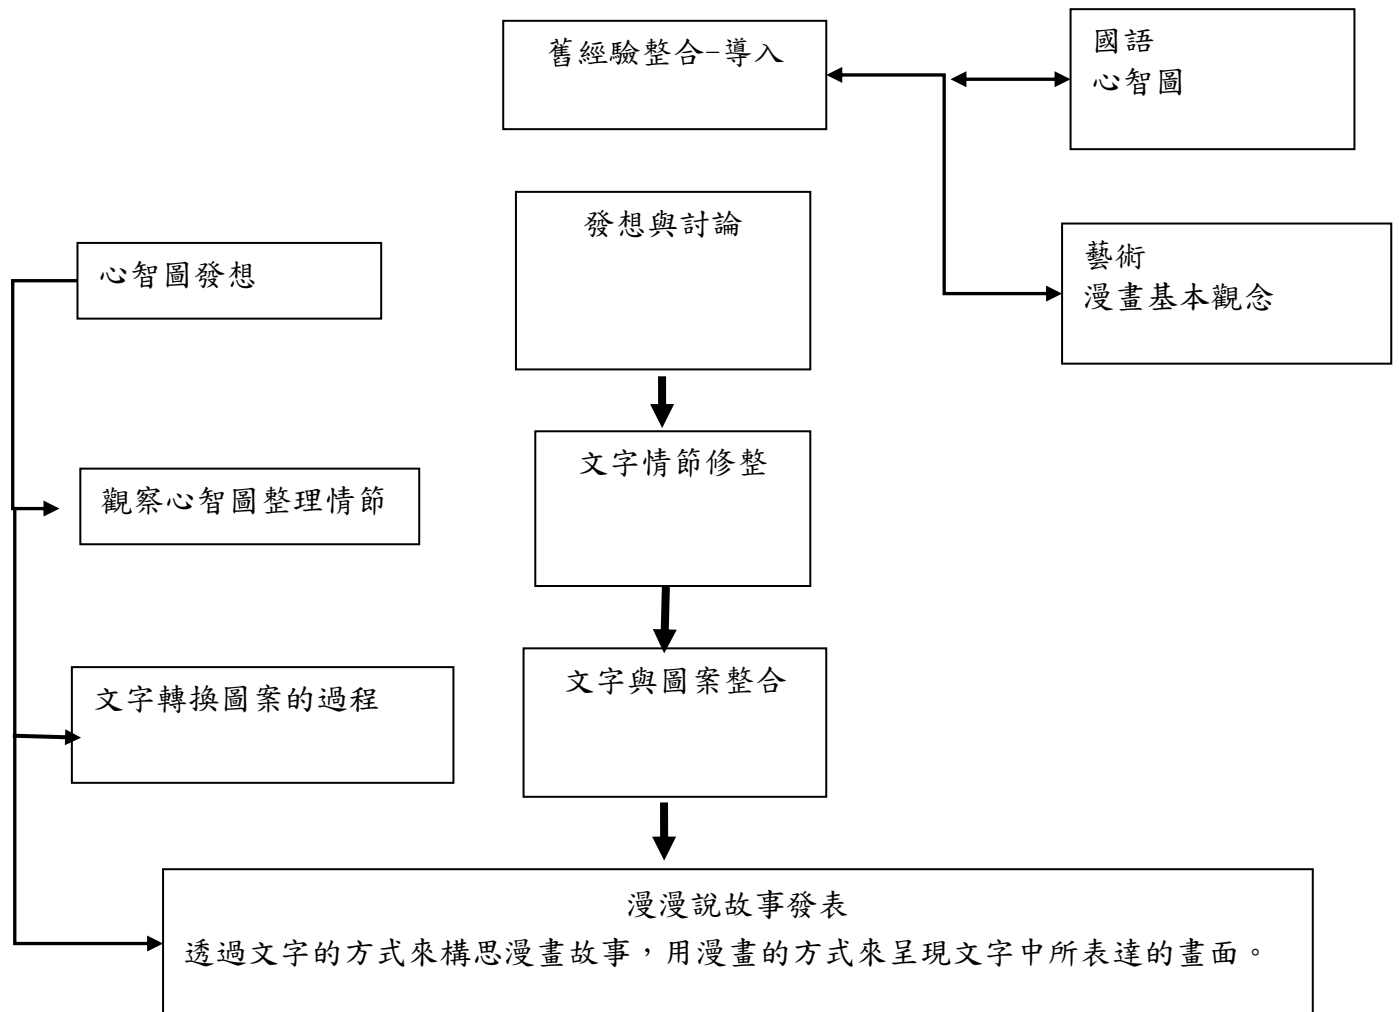 舊經驗整合-導入
國語
心智圖
發想與討論
心智圖發想
藝術
漫畫基本觀念
文字情節修整
觀察心智圖整理情節
文字與圖案整合
文字轉換圖案的過程
漫漫說故事發表
透過文字的方式來構思漫畫故事，用漫畫的方式來呈現文字中所表達的畫面。